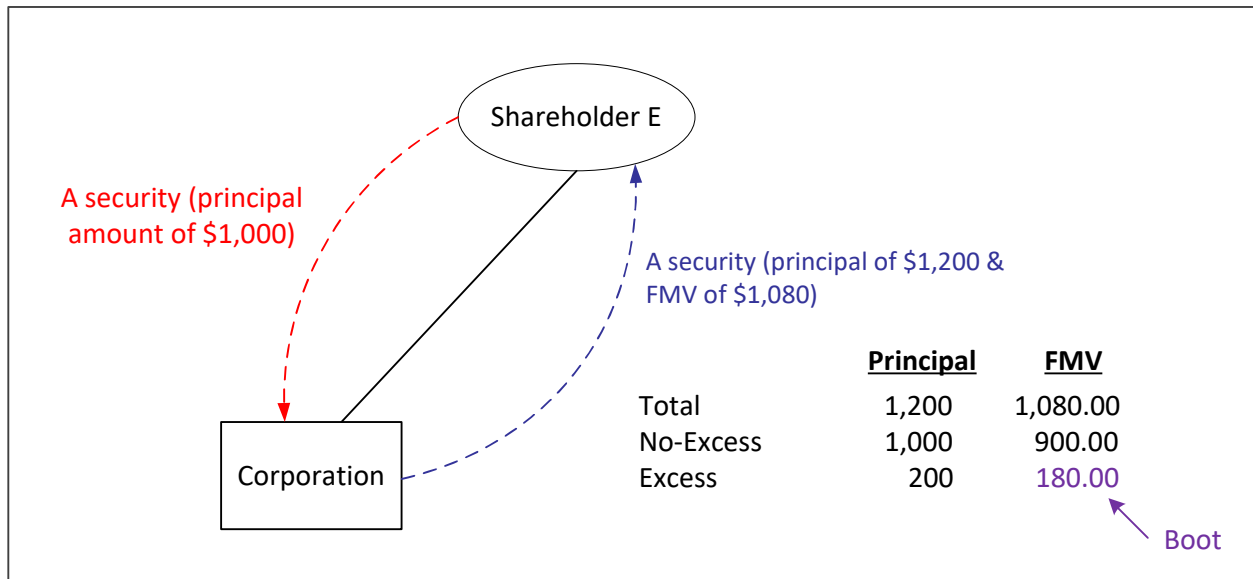 Shareholder E
A security (principal
amount of $1,000)
A security (principal of $1,200 &
FMV of $1,080)
Corporation
Principal FMV
Total 1,200 1,080.00
No-Excess 1,000 900.00
Excess 200 180.00
Boot